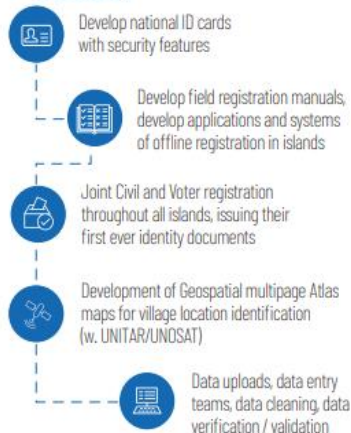 Develop national ID cards
with security features
Develop field registration manuals,
develop applications and systems
of offline registration in islands
Joint Civil and Voter registration
throughout all islands, issuing their
first ever identity documents
Development of Geospatial multipage Atlas
maps for village location identification
(w. UNITAR/UNOSAT)
Data uploads, data entry
teams, data cleaning, data
verification / validation